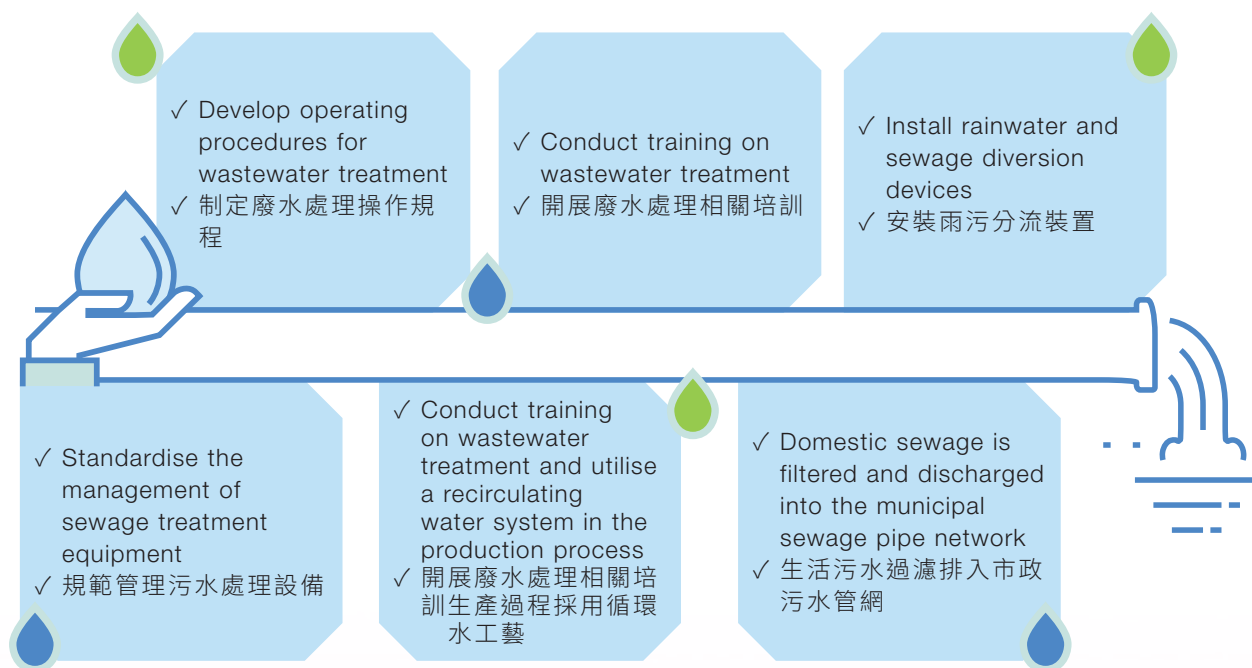 ✓ Develop operating
procedures for
wastewater treatment
✓ 制定廢水處理操作規
程
✓ Conduct training on
wastewater treatment
✓ 開展廢水處理相關培訓
✓ Install rainwater and
sewage diversion
devices
✓ 安裝雨污分流裝置
✓ Standardise the
management of
sewage treatment
equipment
✓ 規範管理污水處理設備
✓ Conduct training
on wastewater
treatment and utilise
a recirculating
water system in the
production process
✓ 開展廢水處理相關培
訓生產過程採用循環
水工藝
✓ Domestic sewage is
filtered and discharged
into the municipal
sewage pipe network
✓ 生活污水過濾排入市政
污水管網